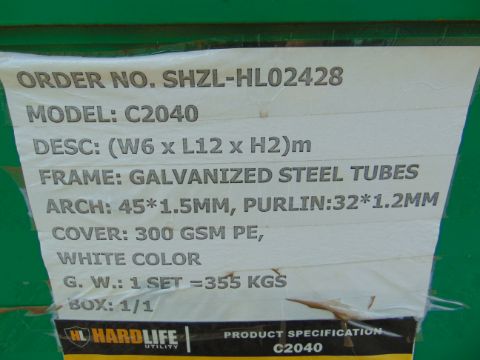 ORDER NO. SHZL-HL02428
MODEL: C2040
DESC: (W6 x L12 x H2)m
FRAME: GALVANIZED STEEL TUBES
ARCH: 45*1.5MM, PURLIN:32*1.2MM
COVER: 300 GSM PE,
WHITE COLOR
G. W.: 1 SET =355 KGS
BOX: 1/1
HL HARDLIFE
UTILITY
PRODUCT SPECIFICATION
C2040